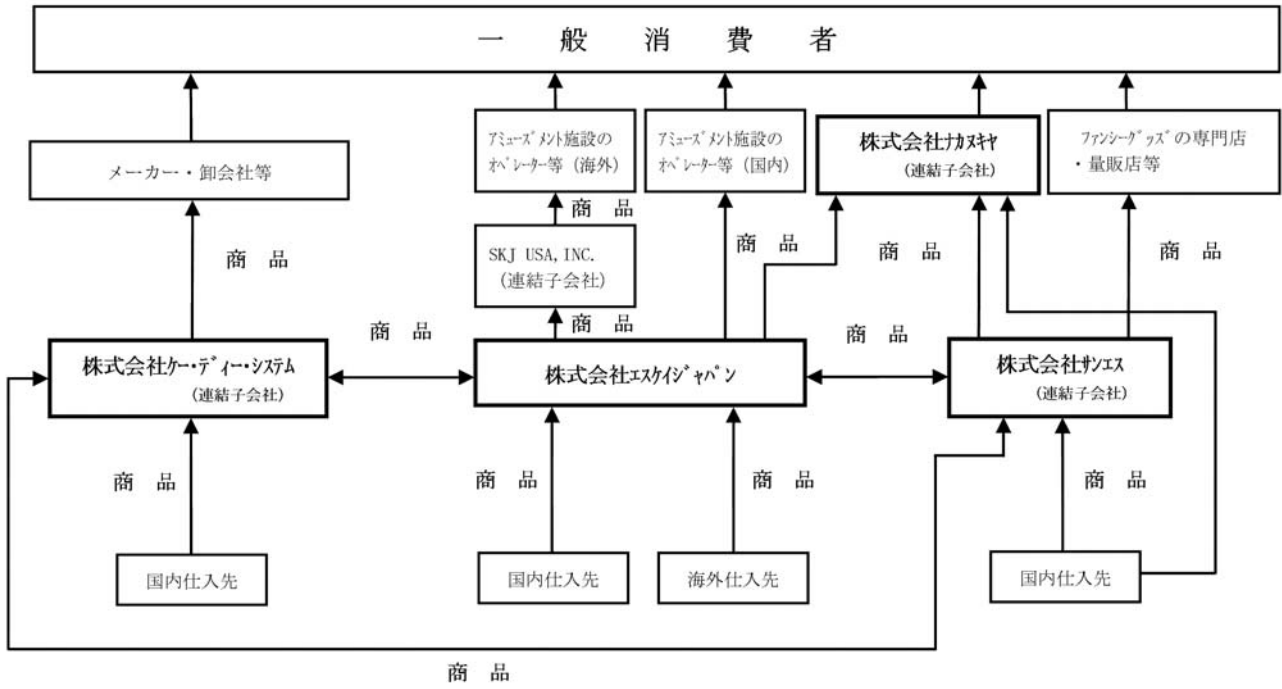 一 般 消 費 者
メーカー・卸会社等
ｱﾐｭｰｽﾞﾒﾝﾄ施設の
ｵﾍﾟﾚｰﾀｰ等（海外）
ｱﾐｭｰｽﾞﾒﾝﾄ施設の
ｵﾍﾟﾚｰﾀｰ等（国内）
株式会社ﾅｶﾇｷﾔ
（連結子会社）
ﾌｧﾝｼｰｸﾞｯｽﾞの専門店
・量販店等
商 品
商 品
SKJ USA,INC.
（連結子会社）
商 品
商 品
商 品
商 品
株式会社ｹｰ･ﾃﾞｨｰ･ｼｽﾃﾑ
（連結子会社）
商 品
株式会社ｴｽｹｲｼﾞｬﾊﾟﾝ
商 品
株式会社ｻﾝｴｽ
（連結子会社）
商 品
商 品
商 品
商 品
国内仕入先
国内仕入先
海外仕入先
国内仕入先
商 品